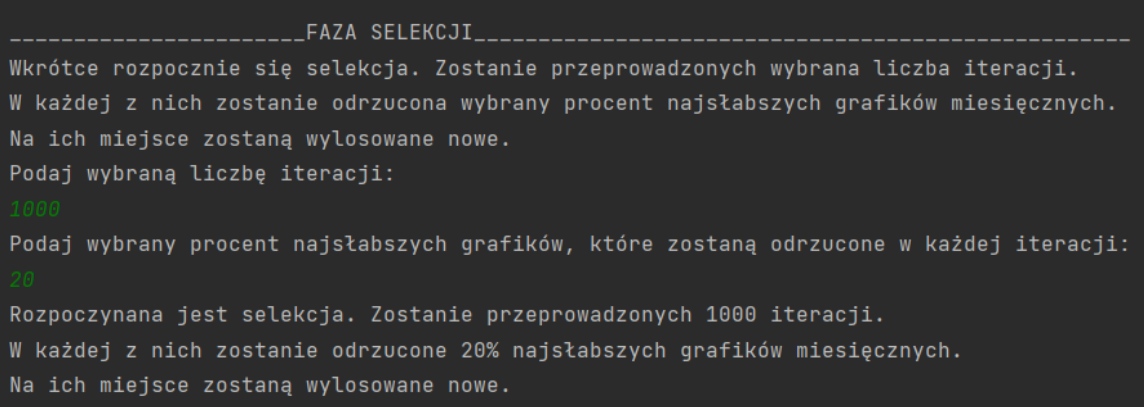 _______________________FAZA SELEKCJI___________________________________________________
Wkrótce rozpocznie się selekcja. Zostanie przeprowadzonych wybrana liczba iteracji.
W każdej z nich zostanie odrzucona wybrany procent najsłabszych grafików miesięcznych.
Na ich miejsce zostaną wylosowane nowe.
Podaj wybraną liczbę iteracji:
1000
Podaj wybrany procent najsłabszych grafików, które zostaną odrzucone w każdej iteracji:
20
Rozpoczynana jest selekcja. Zostanie przeprowadzonych 1000 iteracji.
W każdej z nich zostanie odrzucone 20% najsłabszych grafików miesięcznych.
Na ich miejsce zostaną wylosowane nowe.